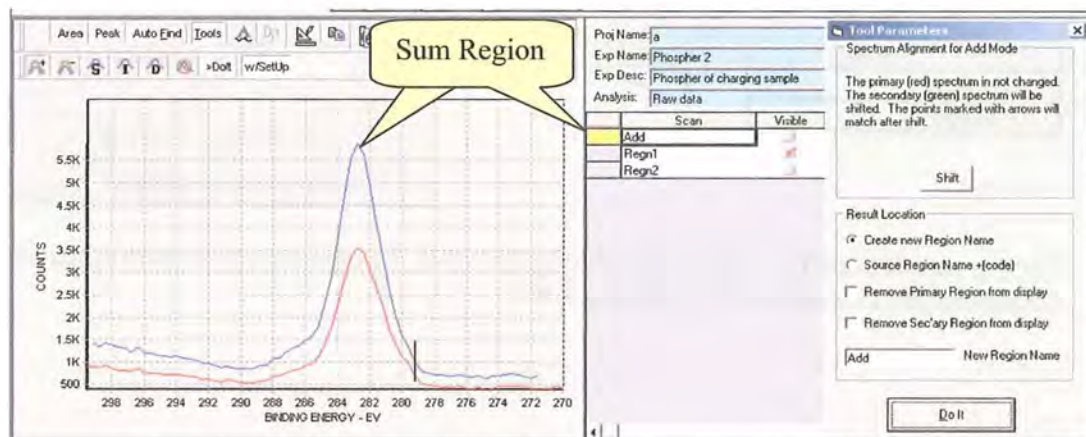 Area Peak Auto Find Tools
»DoIt w/SetUp
Sum Region
5.5K
5K
4.5K
4K
3.5K
3K
2.5K
2K
1.5K
1K
500
COUNTS
298 296 294 292 290 288 286 284 282 280 278 276 274 272 270
BINDING ENERGY - EV
Proj Name: a
Exp Name: Phospher 2
Exp Desc: Phospher of charging sample
Analysis: Raw data
Scan Visible
Add
Regn1
Regn2
Tool Parameters
Spectrum Alignment for Add Mode
The primary (red) spectrum in not changed.
The secondary (green) spectrum will be
shifted. The points marked with arrows will
match after shift.
Shift
Result Location
Create new Region Name
Source Region Name +(code)
Remove Primary Region from display
Remove Sec'ary Region from display
Add New Region Name
Do It